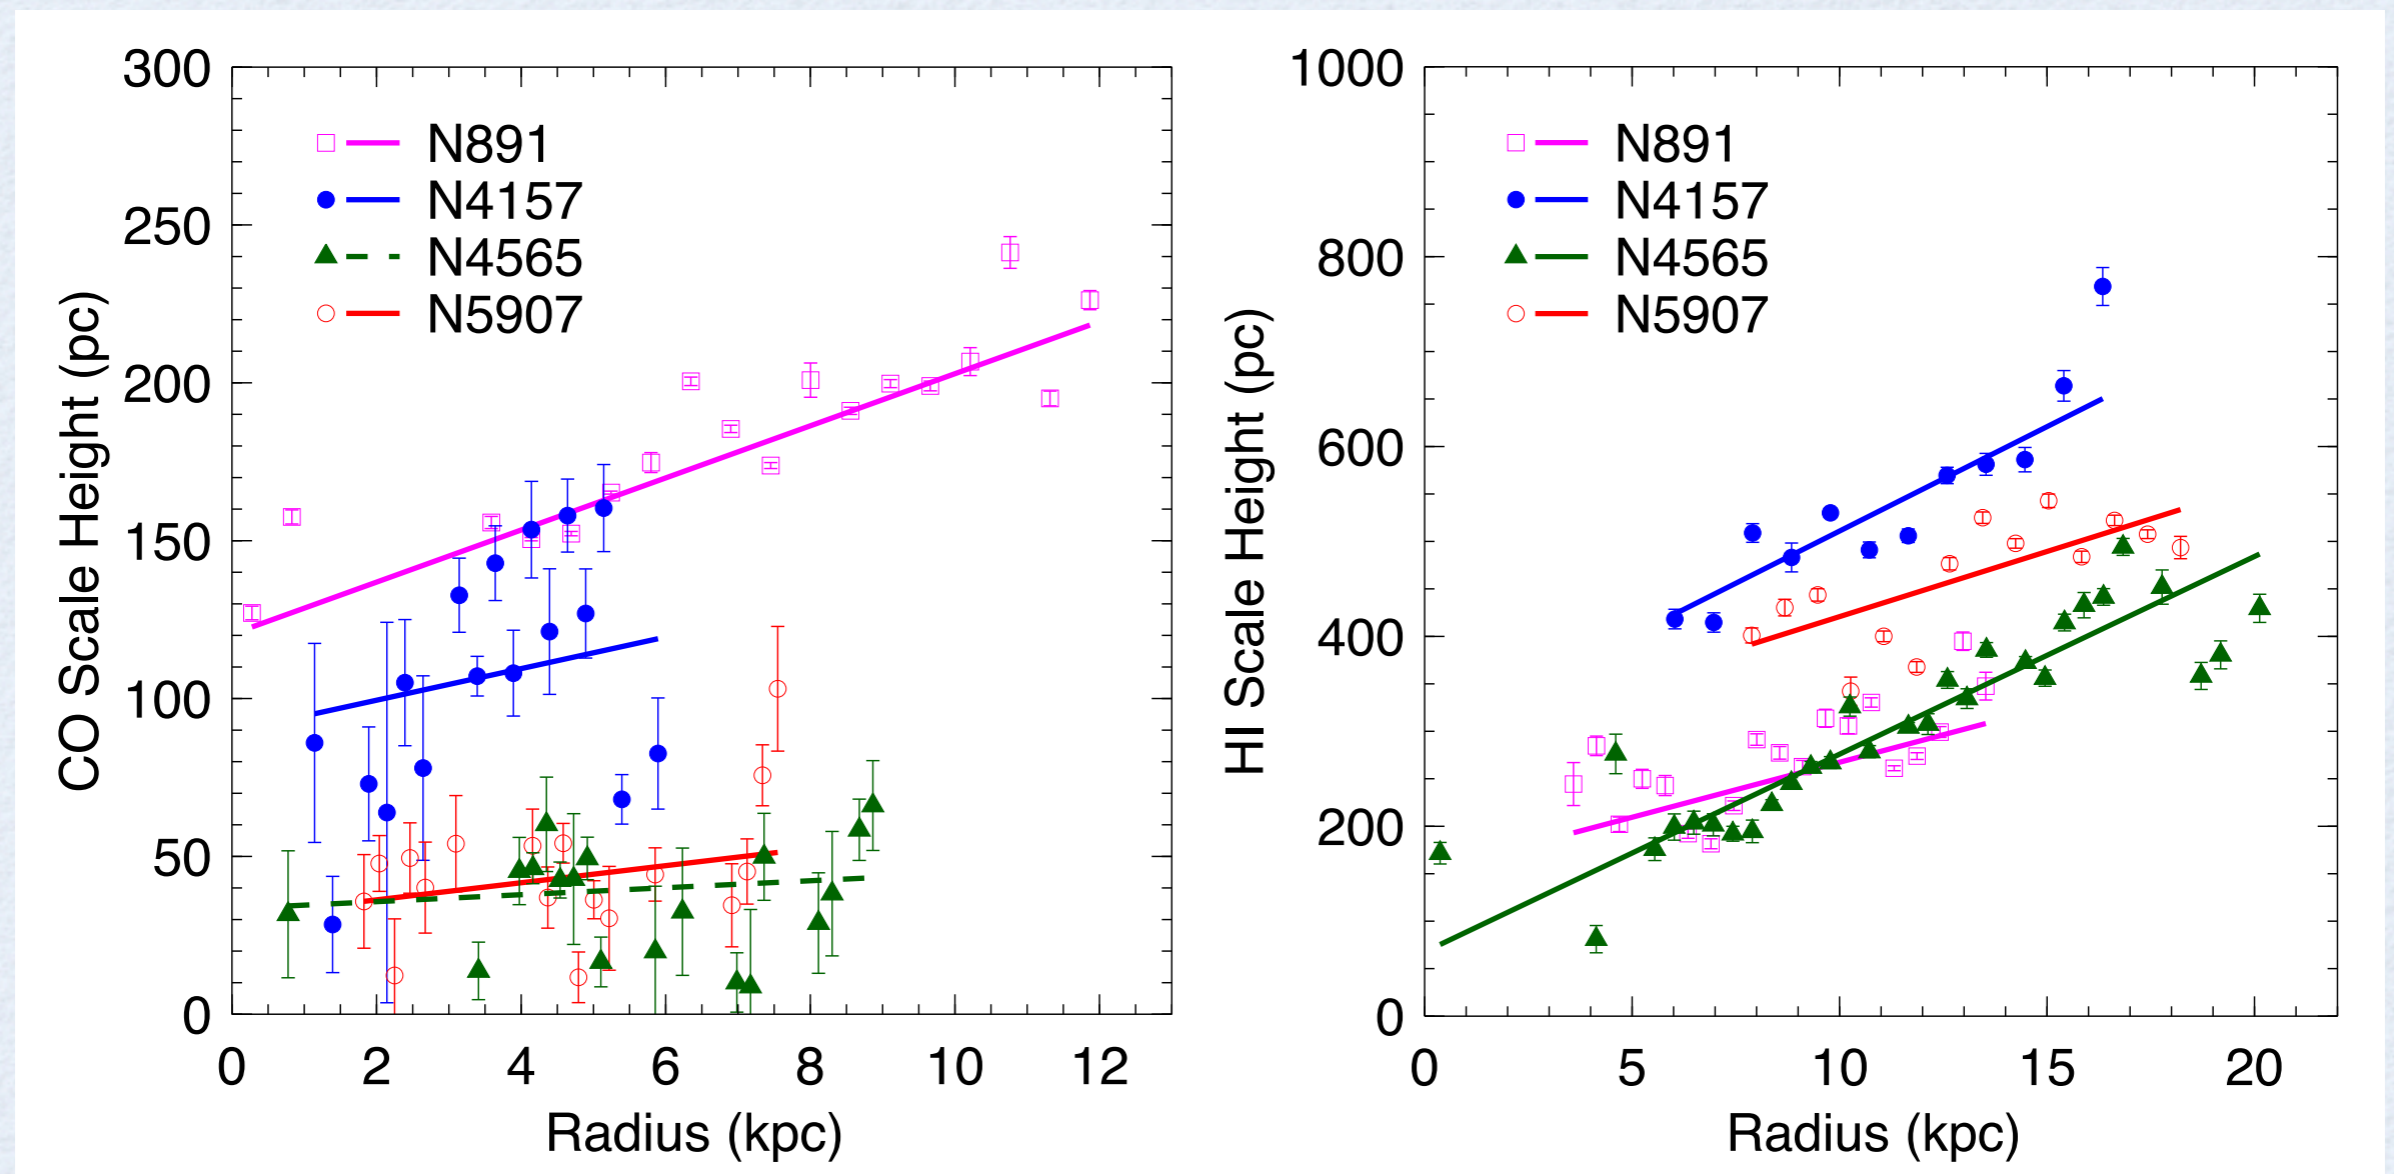 CO Scale Height (pc)
300
250
200
150
100
50
0
N891
N4157
N4565
N5907
0 2 4 6 8 10 12
Radius (kpc)
HI Scale Height (pc)
1000
800
600
400
200
0
N891
N4157
N4565
N5907
0 5 10 15 20
Radius (kpc)